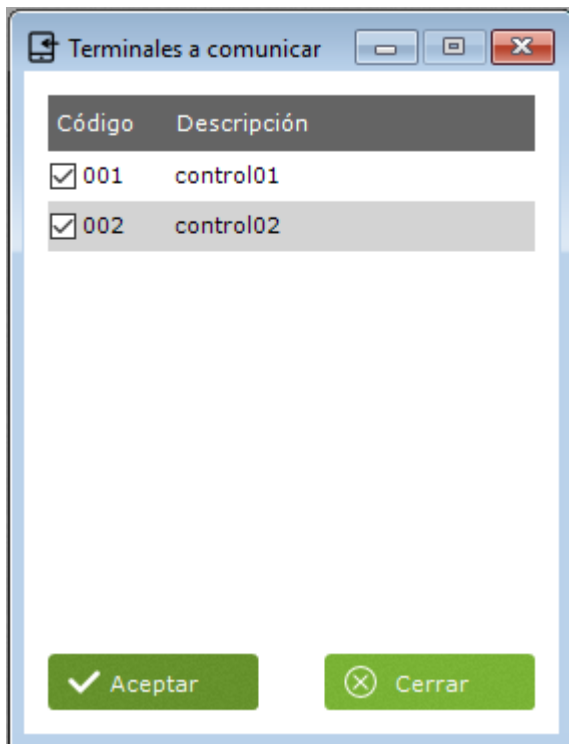 Terminales a comunicar
Código Descripción
001 control01
002 control02
Aceptar Cerrar